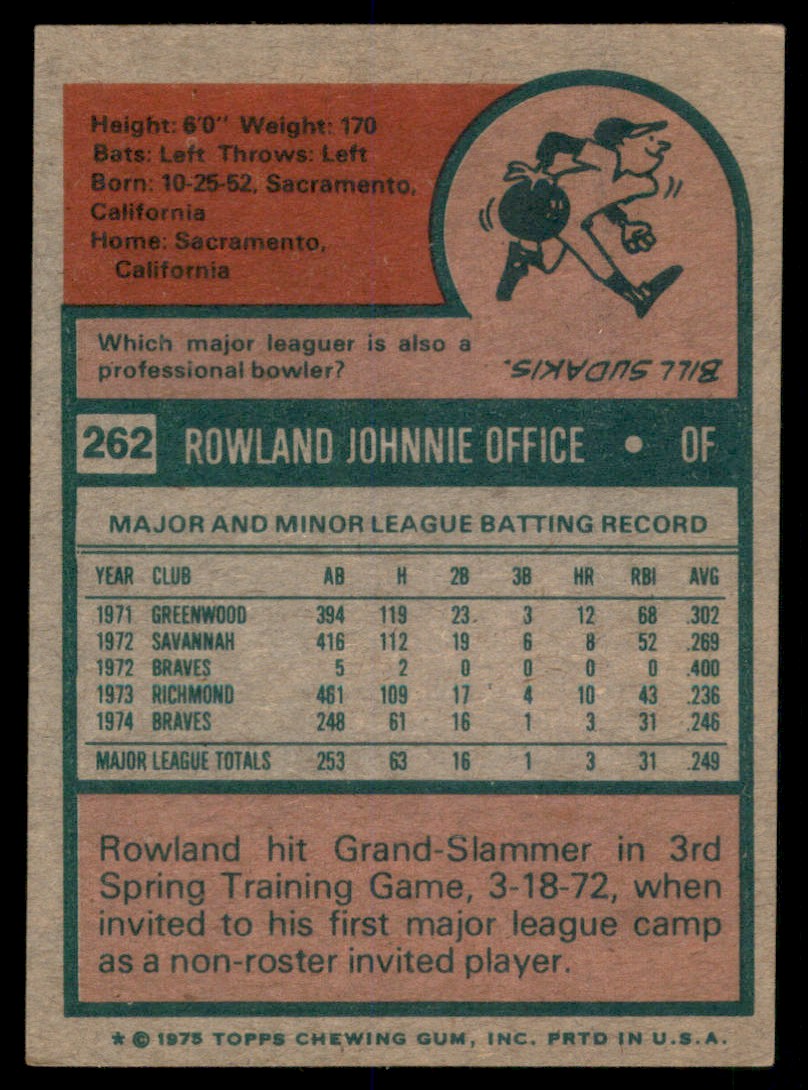 Height: 6'0" Weight: 170
Bats: Left Throws: Left
Born: 10-25-52, Sacramento,
California
Home: Sacramento,
California
Which major leaguer is also a
professional bowler?
BILL SUDAKIS.
262 ROWLAND JOHNNIE OFFICE • OF
MAJOR AND MINOR LEAGUE BATTING RECORD
YEAR CLUB AB H 2B 3B HR RBI AVG
1971 GREENWOOD 394 119 23 3 12 68 .302
1972 SAVANNAH 416 112 19 6 8 52 .269
1972 BRAVES 5 2 0 0 0 0 .400
1973 RICHMOND 461 109 17 4 10 43 .236
1974 BRAVES 248 61 16 1 3 31 .246
MAJOR LEAGUE TOTALS 253 63 16 1 3 31 .249
Rowland hit Grand-Slammer in 3rd
Spring Training Game, 3-18-72, when
invited to his first major league camp
as a non-roster invited player.
* © 1975 TOPPS CHEWING GUM, INC. PRTD IN U.S.A.